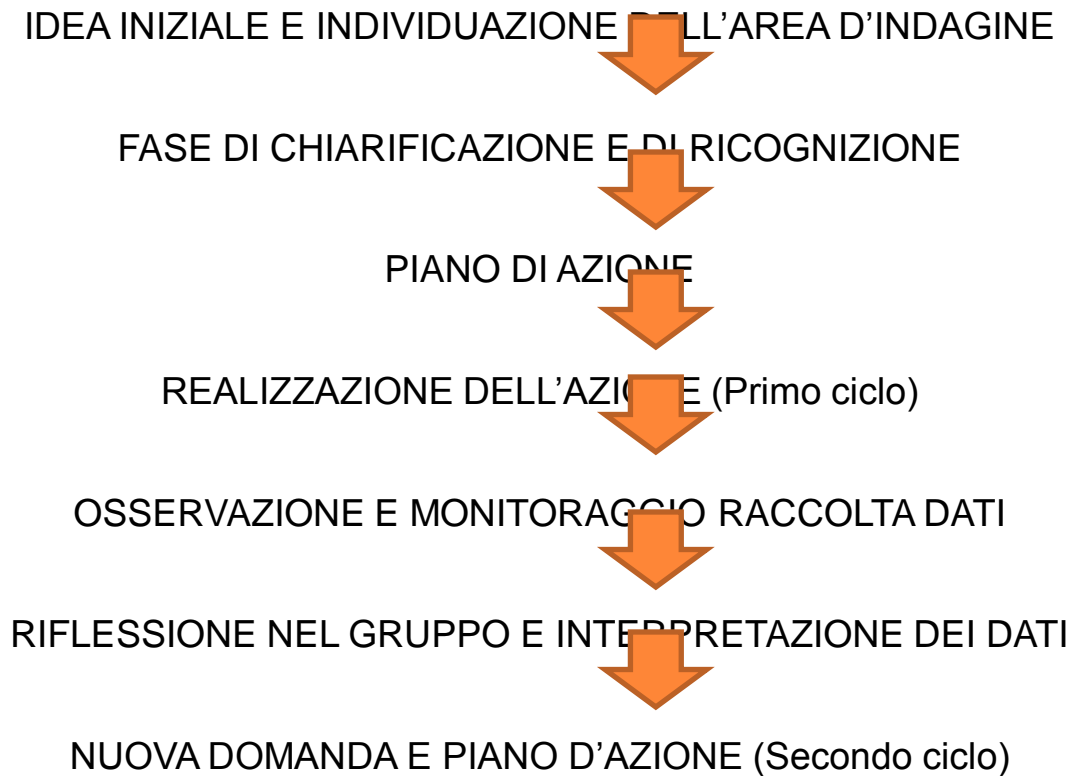 IDEA INIZIALE E INDIVIDUAZIONE DELL’AREA D’INDAGINE
FASE DI CHIARIFICAZIONE E DI RICOGNIZIONE
PIANO DI AZIONE
REALIZZAZIONE DELL’AZIONE (Primo ciclo)
OSSERVAZIONE E MONITORAGGIO RACCOLTA DATI
RIFLESSIONE NEL GRUPPO E INTERPRETAZIONE DEI DATI
NUOVA DOMANDA E PIANO D’AZIONE (Secondo ciclo)